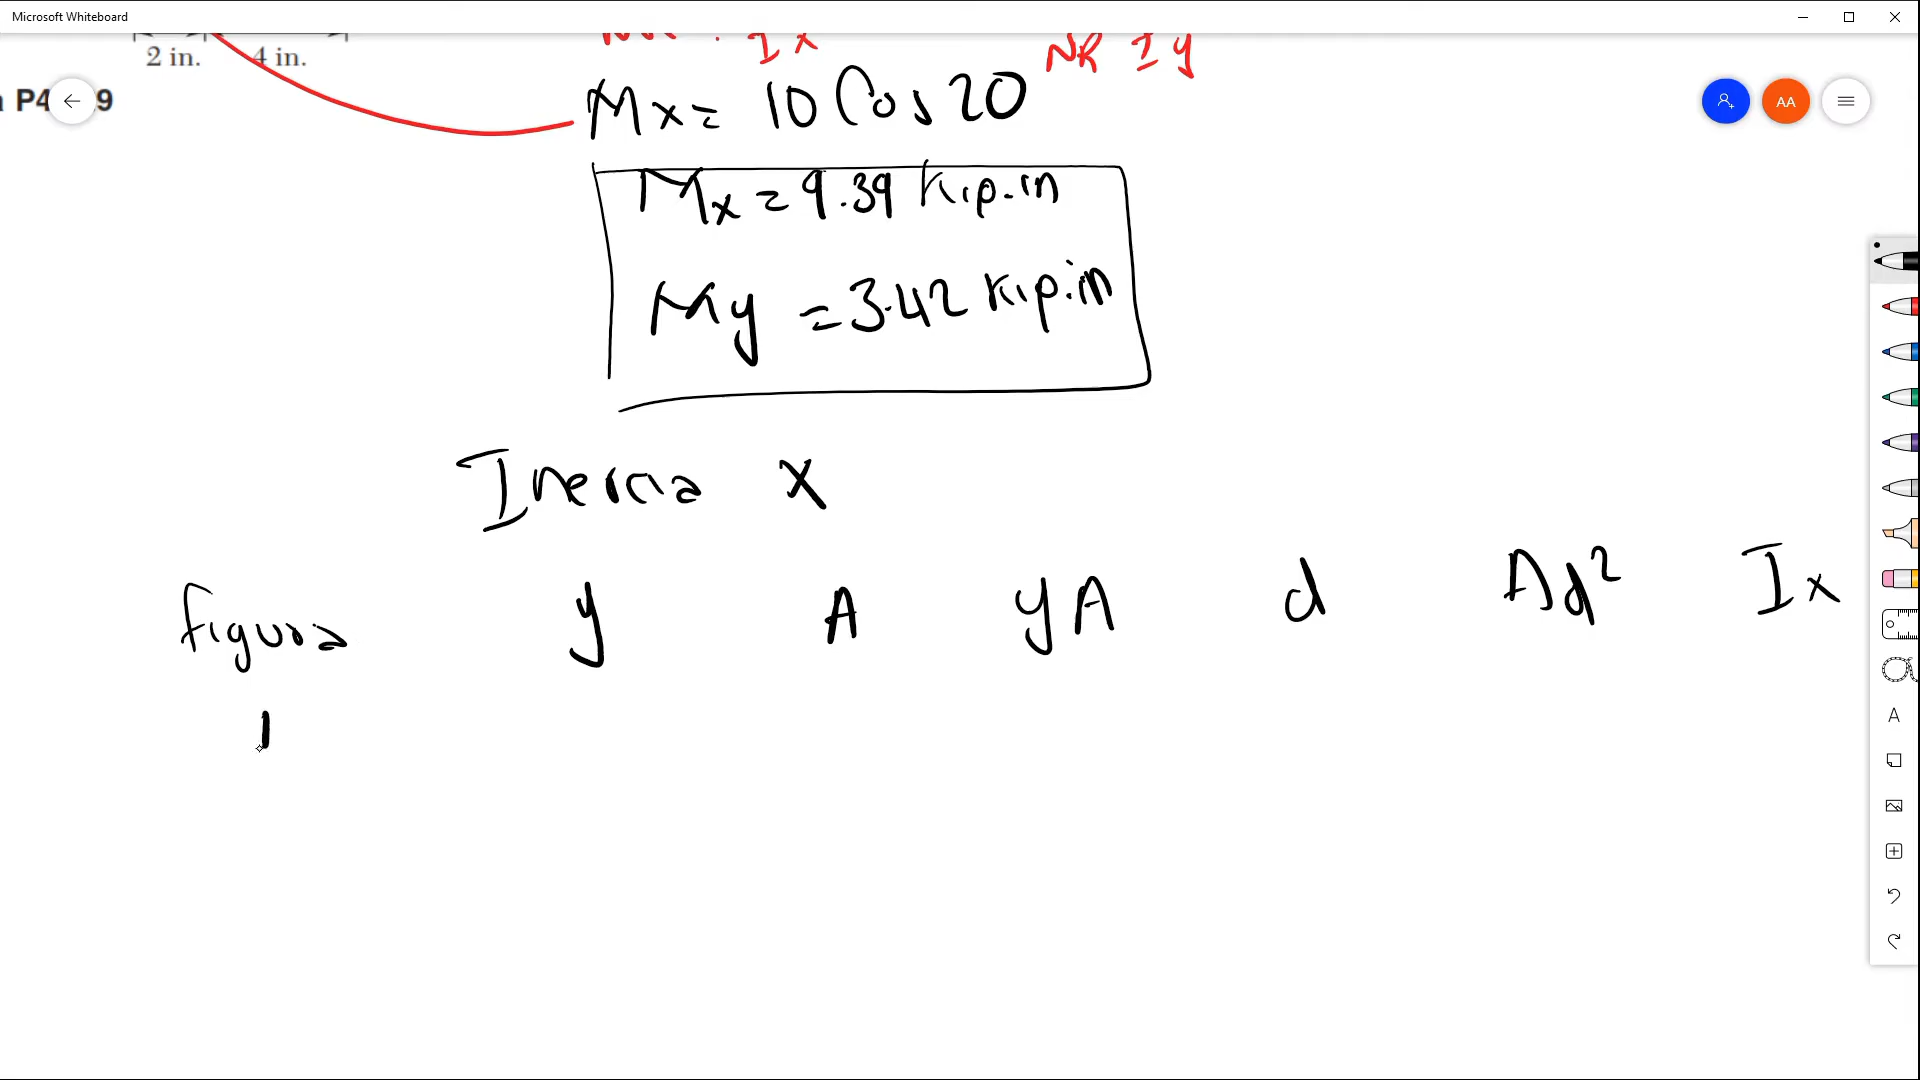 Microsoft Whiteboard
2 in. 4 in.
Ix
NR Iy
P4 9
Mx= 10 Cos 20
Mx = 9.39 Kip.in
My = 3.42 Kip.in
Inercia X
figura y A yA d Ad² Ix
1
AA
A